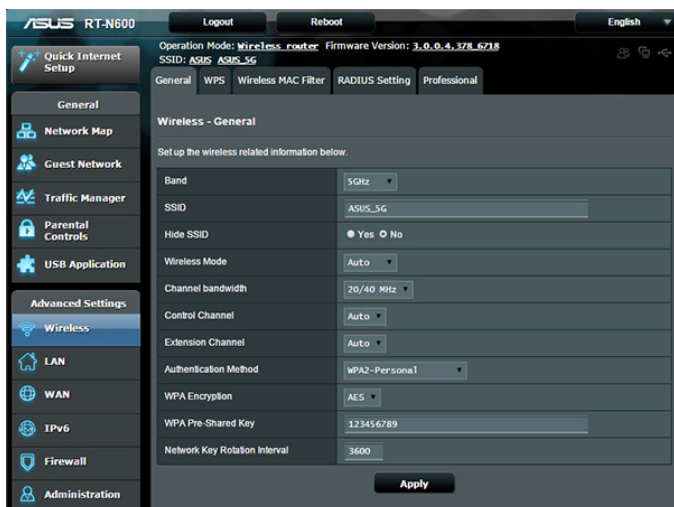 ASUS RT-N600 Logout Reboot English
Quick Internet Setup
Operation Mode: Wireless router Firmware Version: 3.0.0.4.378_6718
SSID: ASUS ASUS_5G
General WPS Wireless MAC Filter RADIUS Setting Professional
General
Network Map
Guest Network
Traffic Manager
Parental Controls
USB Application
Advanced Settings
Wireless
LAN
WAN
IPv6
Firewall
Administration
Wireless - General
Set up the wireless related information below.
Band 5GHz
SSID ASUS_5G
Hide SSID Yes No
Wireless Mode Auto
Channel bandwidth 20/40 MHz
Control Channel Auto
Extension Channel Auto
Authentication Method WPA2-Personal
WPA Encryption AES
WPA Pre-Shared Key 123456789
Network Key Rotation Interval 3600
Apply